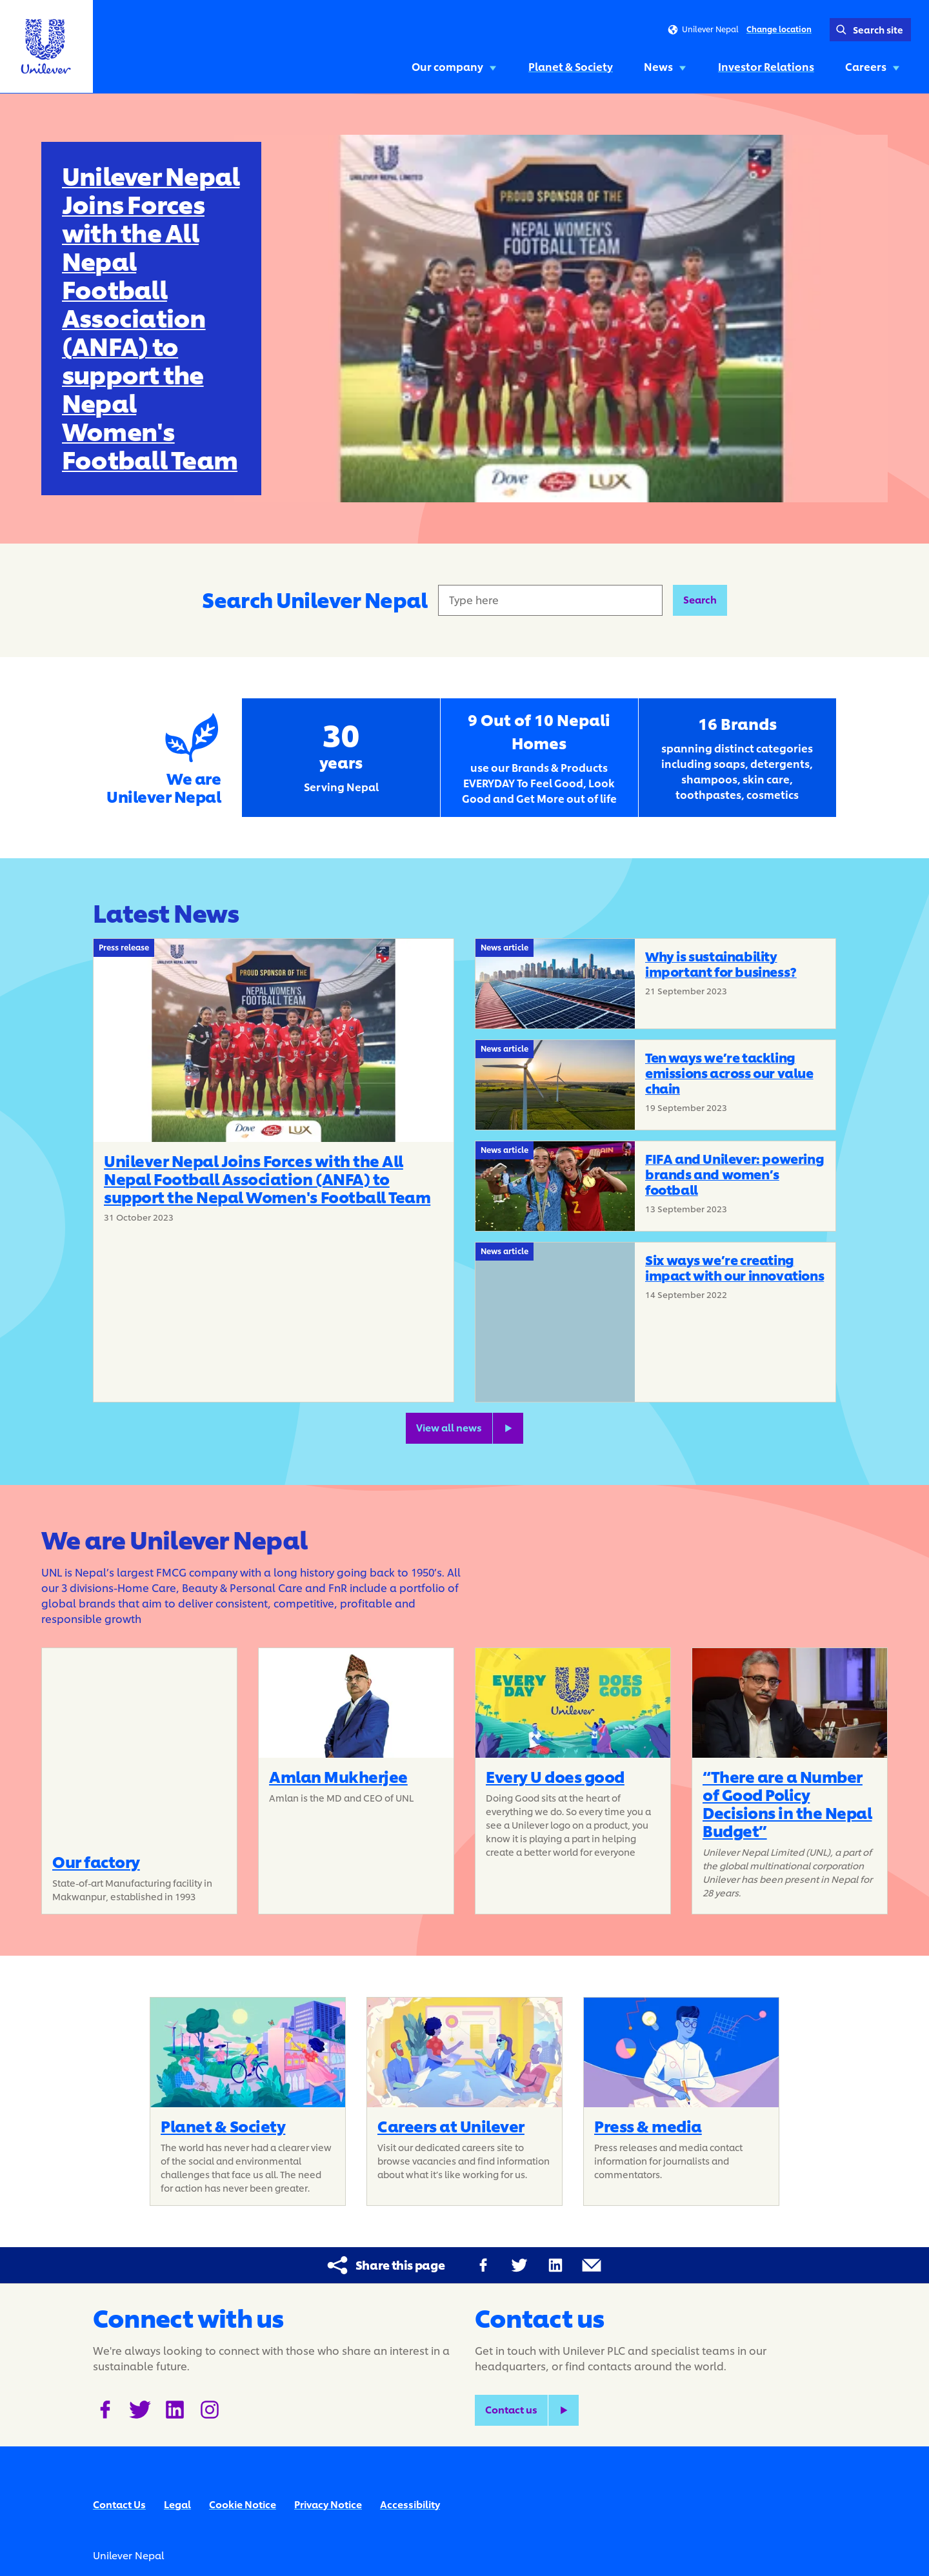 Unilever
Unilever Nepal Change location
Search site
Our company
Planet & Society
News
Investor Relations
Careers
Unilever Nepal
Joins Forces
with the All
Nepal
Football
Association
(ANFA) to
support the
Nepal
Women's
Football Team
UNILEVER NEPAL LIMITED
PROUD SPONSOR OF THE
NEPAL WOMEN'S
FOOTBALL TEAM
Dove
LUX
Search Unilever Nepal
Type here
Search
We are
Unilever Nepal
30
years
Serving Nepal
9 Out of 10 Nepali
Homes
use our Brands & Products
EVERYDAY To Feel Good, Look
Good and Get More out of life
16 Brands
spanning distinct categories
including soaps, detergents,
shampoos, skin care,
toothpastes, cosmetics
Latest News
Press release
UNILEVER NEPAL LIMITED
PROUD SPONSOR OF THE
NEPAL WOMEN'S
FOOTBALL TEAM
Dove
LUX
Unilever Nepal Joins Forces with the All
Nepal Football Association (ANFA) to
support the Nepal Women's Football Team
31 October 2023
News article
Why is sustainability
important for business?
21 September 2023
News article
Ten ways we’re tackling
emissions across our value
chain
19 September 2023
News article
FIFA and Unilever: powering
brands and women’s
football
13 September 2023
News article
Six ways we’re creating
impact with our innovations
14 September 2022
View all news
We are Unilever Nepal
UNL is Nepal’s largest FMCG company with a long history going back to 1950’s. All
our 3 divisions-Home Care, Beauty & Personal Care and FnR include a portfolio of
global brands that aim to deliver consistent, competitive, profitable and
responsible growth
Our factory
State-of-art Manufacturing facility in
Makwanpur, established in 1993
Amlan Mukherjee
Amlan is the MD and CEO of UNL
EVERY
DAY
DOES
GOOD
Unilever
Every U does good
Doing Good sits at the heart of
everything we do. So every time you a
see a Unilever logo on a product, you
know it is playing a part in helping
create a better world for everyone
“There are a Number
of Good Policy
Decisions in the Nepal
Budget”
Unilever Nepal Limited (UNL), a part of
the global multinational corporation
Unilever has been present in Nepal for
28 years.
Planet & Society
The world has never had a clearer view
of the social and environmental
challenges that face us all. The need
for action has never been greater.
Careers at Unilever
Visit our dedicated careers site to
browse vacancies and find information
about what it's like working for us.
Press & media
Press releases and media contact
information for journalists and
commentators.
Share this page
Connect with us
We're always looking to connect with those who share an interest in a
sustainable future.
Contact us
Get in touch with Unilever PLC and specialist teams in our
headquarters, or find contacts around the world.
Contact us
Contact Us
Legal
Cookie Notice
Privacy Notice
Accessibility
Unilever Nepal